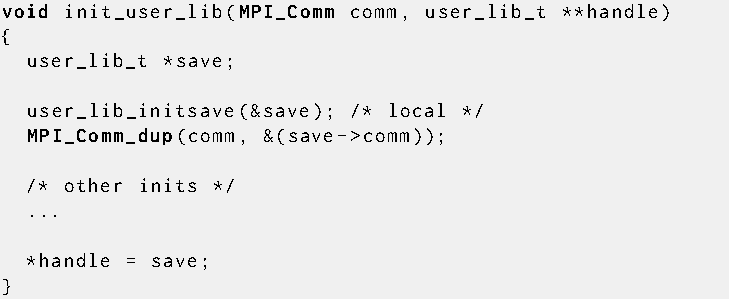 void init_user_lib(MPI_Comm comm, user_lib_t **handle)
{
  user_lib_t *save;

  user_lib_initsave(&save); /* local */
  MPI_Comm_dup(comm, &(save->comm));

  /* other inits */
  ...

  *handle = save;
}